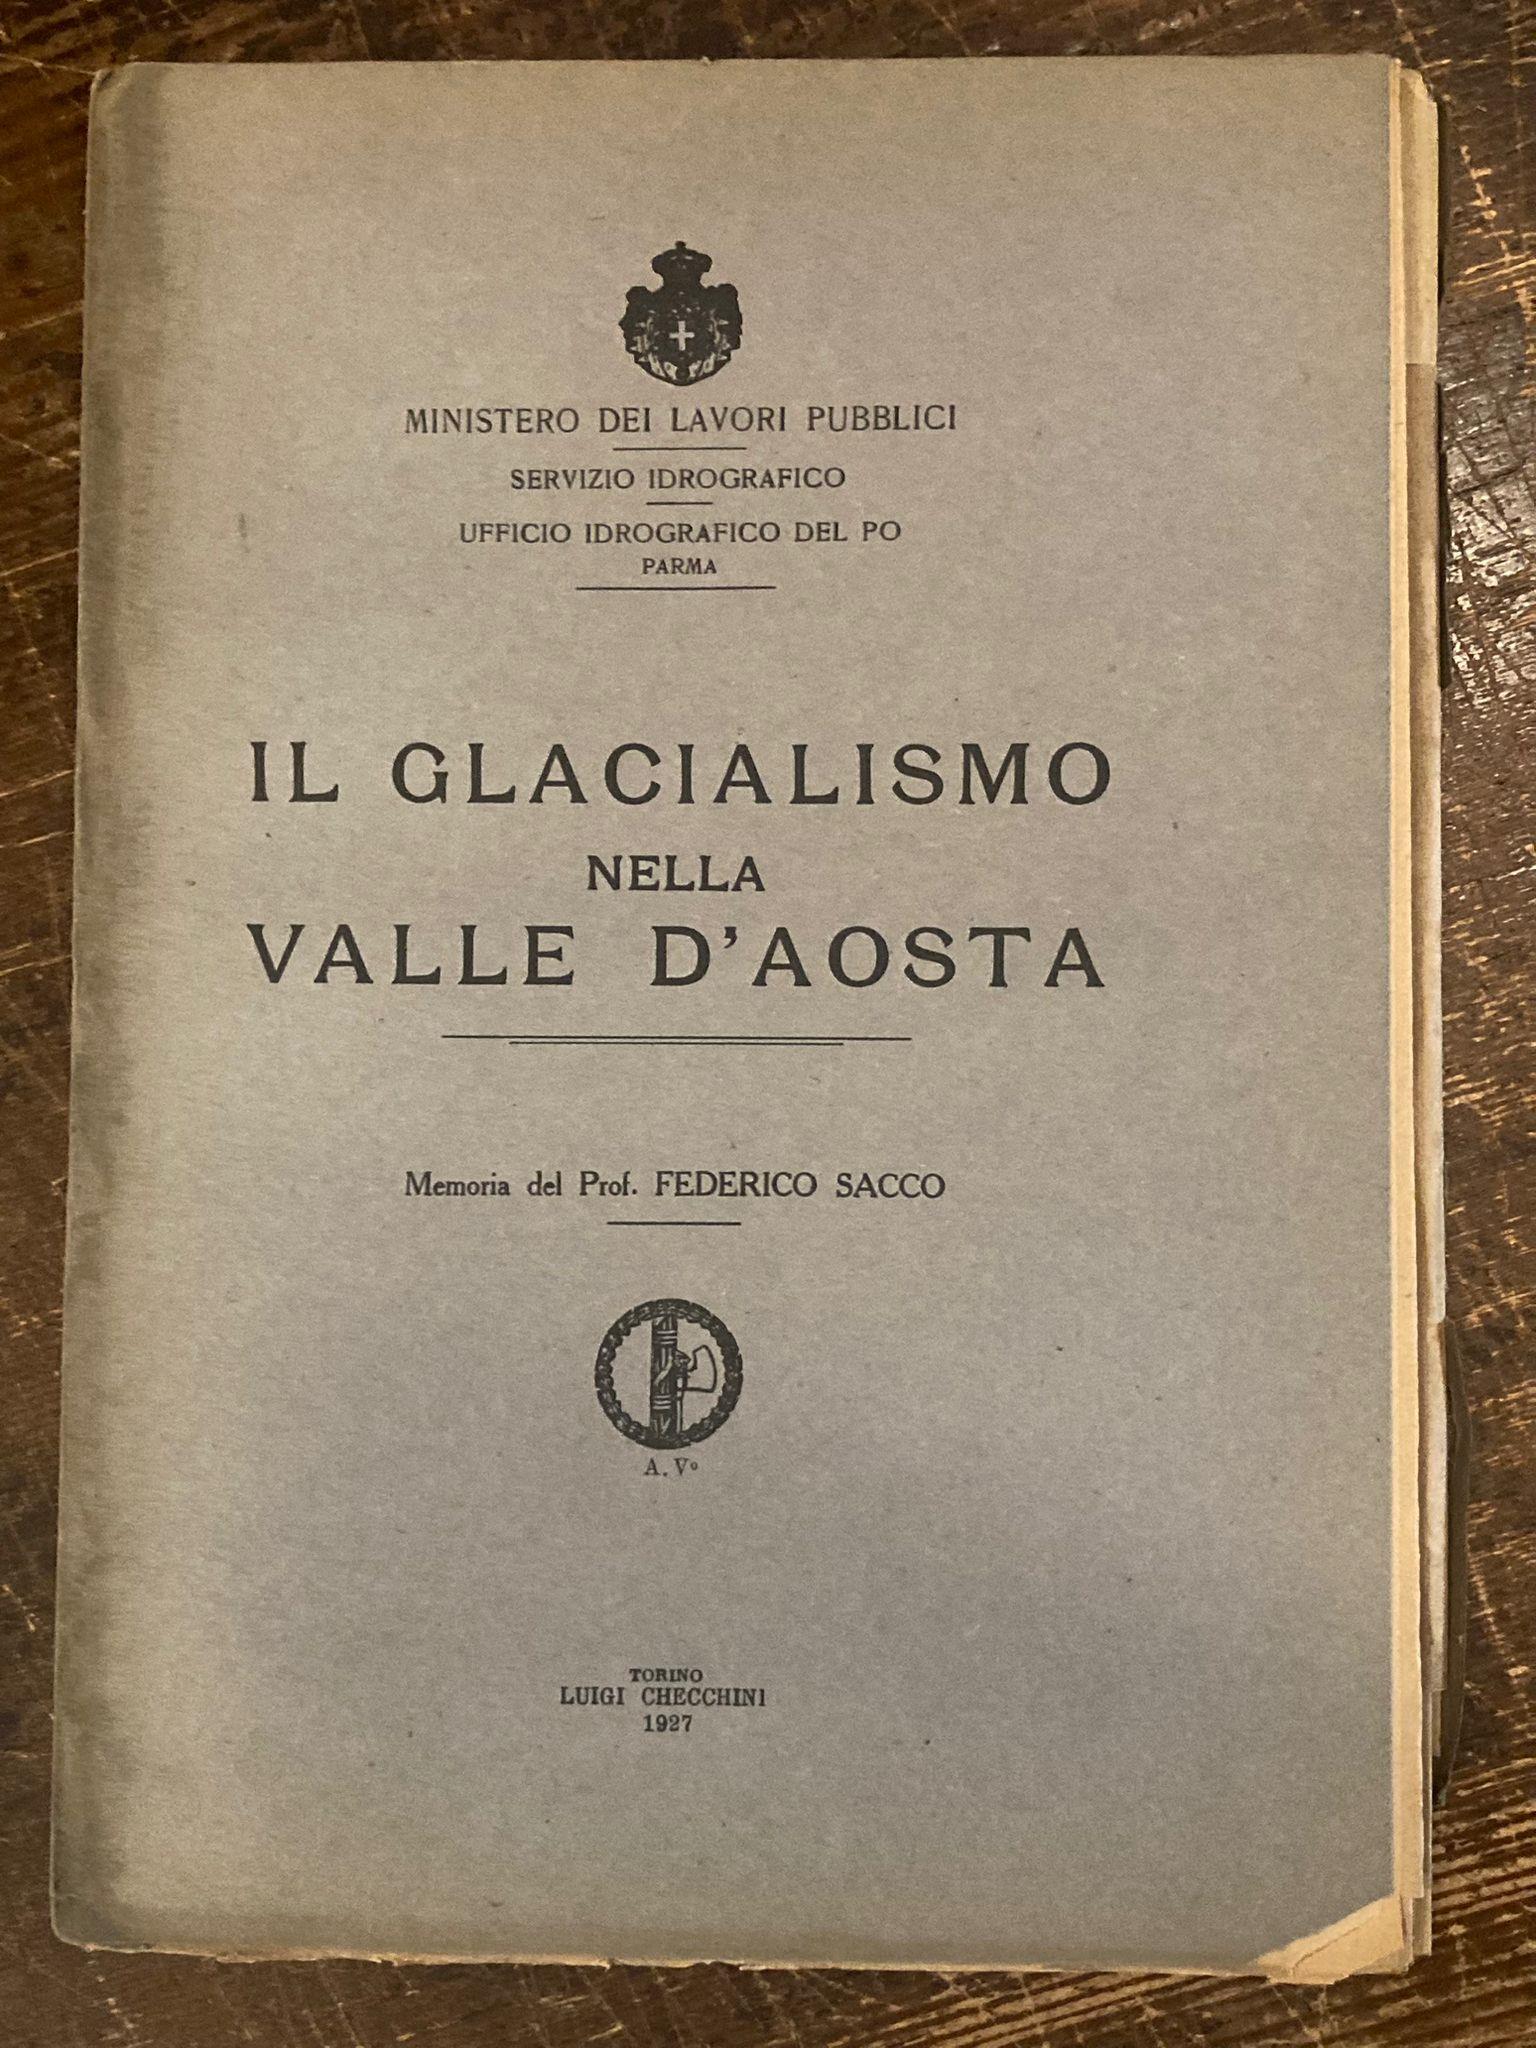 MINISTERO DEI LAVORI PUBBLICI
SERVIZIO IDROGRAFICO
UFFICIO IDROGRAFICO DEL PO
PARMA
IL GLACIALISMO
NELLA
VALLE D'AOSTA
Memoria del Prof. FEDERICO SACCO
A. Vº
TORINO
LUIGI CHECCHINI
1927